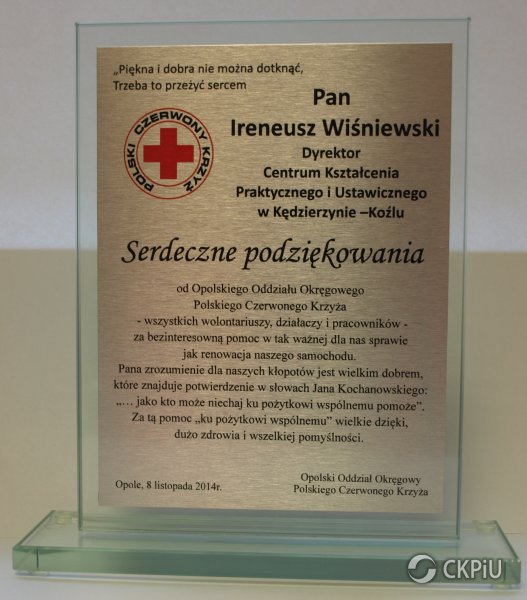 „Piękna i dobra nie można dotknąć,
Trzeba to przeżyć sercem
POLSKI CZERWONY KRZYŻ
Pan
Ireneusz Wiśniewski
Dyrektor
Centrum Kształcenia
Praktycznego i Ustawicznego
w Kędzierzynie –Koźlu
Serdeczne podziękowania
od Opolskiego Oddziału Okręgowego
Polskiego Czerwonego Krzyża
- wszystkich wolontariuszy, działaczy i pracowników -
za bezinteresowną pomoc w tak ważnej dla nas sprawie
jak renowacja naszego samochodu.
Pana zrozumienie dla naszych kłopotów jest wielkim dobrem,
które znajduje potwierdzenie w słowach Jana Kochanowskiego:
„… jako kto może niechaj ku pożytkowi wspólnemu pomoże”.
Za tą pomoc „ku pożytkowi wspólnemu” wielkie dzięki,
dużo zdrowia i wszelkiej pomyślności.
Opole, 8 listopada 2014r.
Opolski Oddział Okręgowy
Polskiego Czerwonego Krzyża
CKPiU